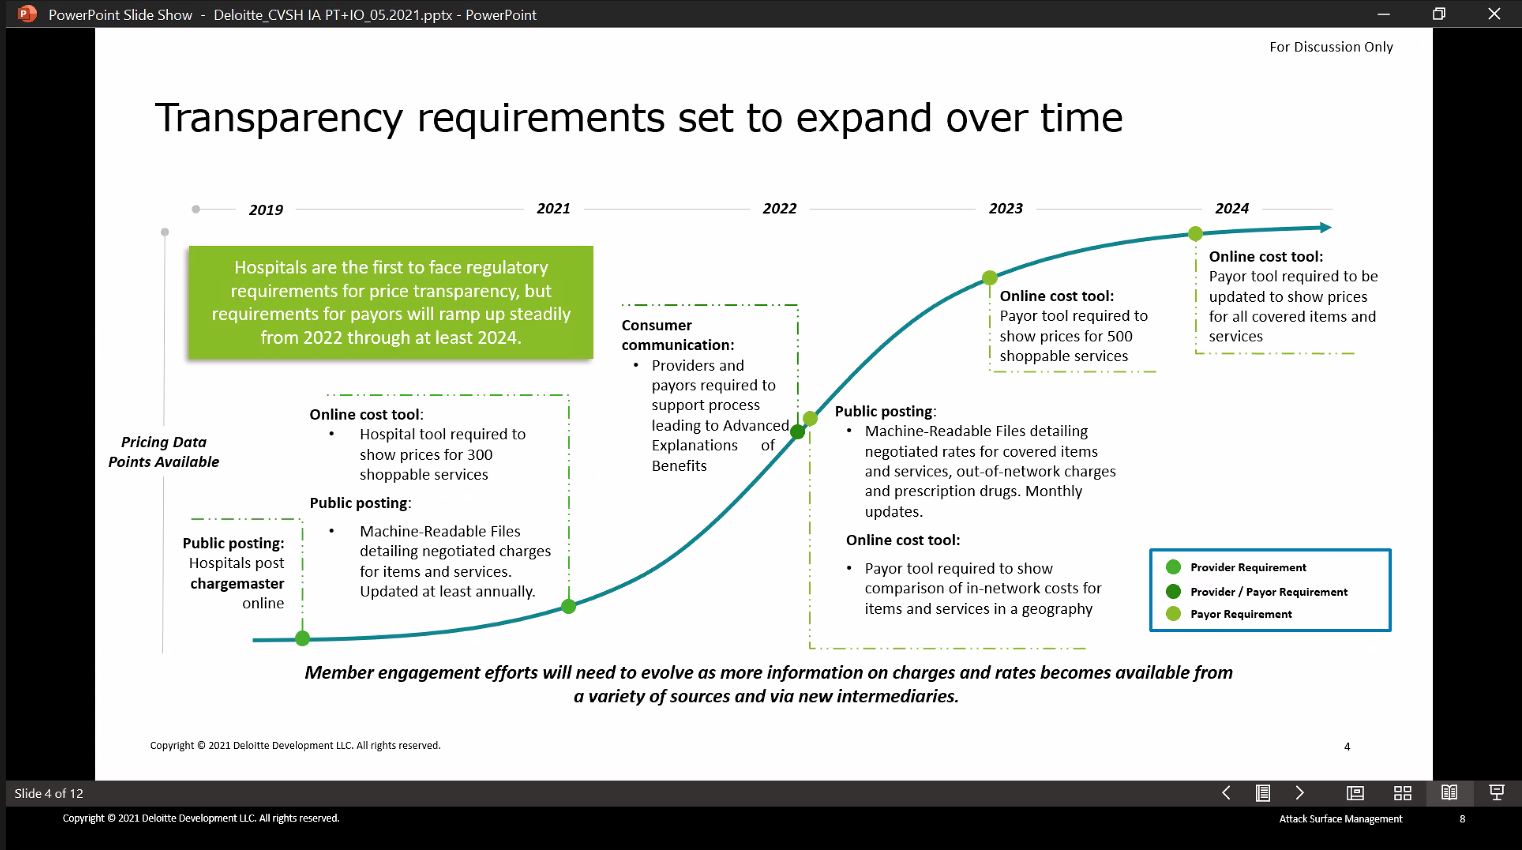 PowerPoint Slide Show - Deloitte_CVSH IA PT+IO_05.2021.pptx - PowerPoint
For Discussion Only
Transparency requirements set to expand over time
2019
2021
2022
2023
2024
Hospitals are the first to face regulatory
requirements for price transparency, but
requirements for payors will ramp up steadily
from 2022 through at least 2024.
Pricing Data
Points Available
Public posting:
Hospitals post
chargemaster
online
Online cost tool:
• Hospital tool required to
show prices for 300
shoppable services
Public posting:
• Machine-Readable Files
detailing negotiated charges
for items and services.
Updated at least annually.
Consumer
communication:
• Providers and
payors required to
support process
leading to Advanced
Explanations of
Benefits
Public posting:
• Machine-Readable Files detailing
negotiated rates for covered items
and services, out-of-network charges
and prescription drugs. Monthly
updates.
Online cost tool:
• Payor tool required to show
comparison of in-network costs for
items and services in a geography
Online cost tool:
Payor tool required to
show prices for 500
shoppable services
Online cost tool:
Payor tool required to be
updated to show prices
for all covered items and
services
Provider Requirement
Provider / Payor Requirement
Payor Requirement
Member engagement efforts will need to evolve as more information on charges and rates becomes available from
a variety of sources and via new intermediaries.
Copyright © 2021 Deloitte Development LLC. All rights reserved.
4
Slide 4 of 12
Copyright © 2021 Deloitte Development LLC. All rights reserved.
Attack Surface Management
8